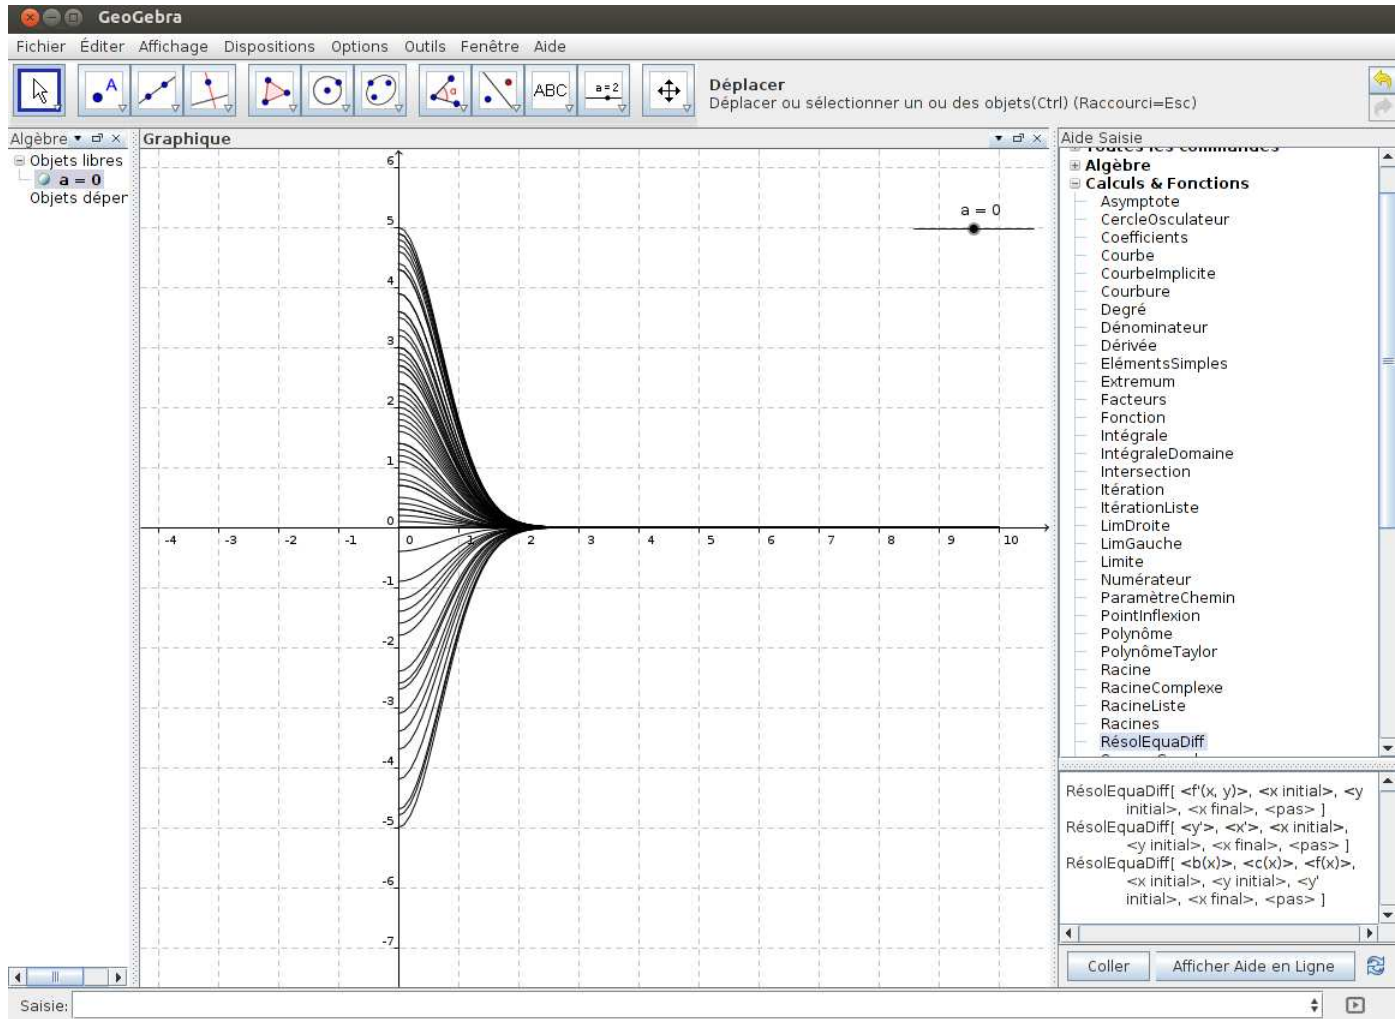 GeoGebra
Fichier Éditer Affichage Dispositions Options Outils Fenêtre Aide
A
α
ABC
a=2
Déplacer
Déplacer ou sélectionner un ou des objets(Ctrl) (Raccourci=Esc)
Algèbre
Objets libres
a = 0
Objets déper
Graphique
a = 0
6
5
4
3
2
1
0
-1
-2
-3
-4
-5
-6
-7
-4 -3 -2 -1 0 1 2 3 4 5 6 7 8 9 10
Aide Saisie
Toutes les commandes
Algèbre
Calculs & Fonctions
Asymptote
CercleOsculateur
Coefficients
Courbe
CourbeImplicite
Courbure
Degré
Dénominateur
Dérivée
ElémentsSimples
Extremum
Facteurs
Fonction
Intégrale
IntégraleDomaine
Intersection
Itération
ItérationListe
LimDroite
LimGauche
Limite
Numérateur
ParamètreChemin
PointInflexion
Polynôme
PolynômeTaylor
Racine
RacineComplexe
RacineListe
Racines
RésolEquaDiff
RésolEquaDiff[ <f'(x, y)>, <x initial>, <y
initial>, <x final>, <pas> ]
RésolEquaDiff[ <y'>, <x'>, <x initial>,
<y initial>, <x final>, <pas> ]
RésolEquaDiff[ <b(x)>, <c(x)>, <f(x)>,
<x initial>, <y initial>, <y'
initial>, <x final>, <pas> ]
Coller
Afficher Aide en Ligne
Saisie: